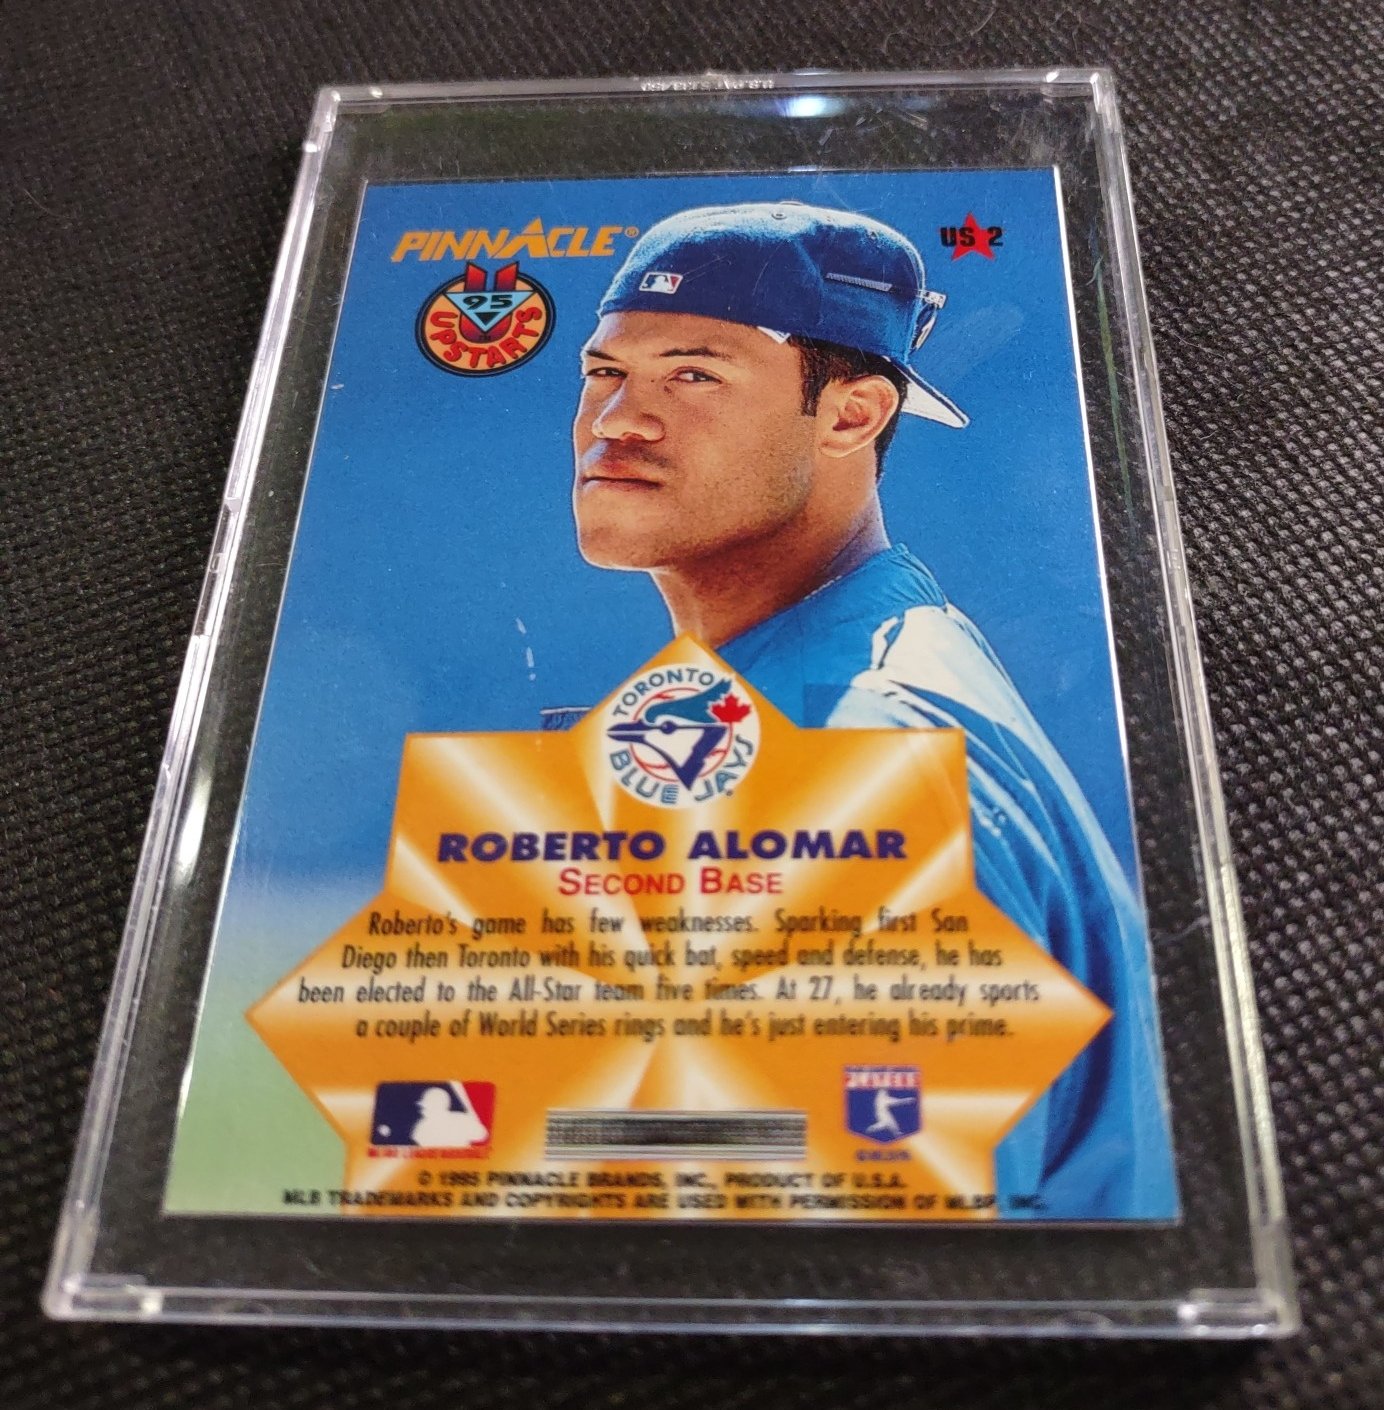 PINNACLE®
US 2
95
UPSTARTS
TORONTO
BLUE JAYS
ROBERTO ALOMAR
SECOND BASE
Roberto's game has few weaknesses. Sparking first San
Diego then Toronto with his quick bat, speed and defense, he has
been elected to the All-Star team five times. At 27, he already sports
a couple of World Series rings and he's just entering his prime.
PLAYERS
© 1995 PINNACLE BRANDS, INC., PRODUCT OF U.S.A.
MLB TRADEMARKS AND COPYRIGHTS ARE USED WITH PERMISSION OF MLBP, INC.